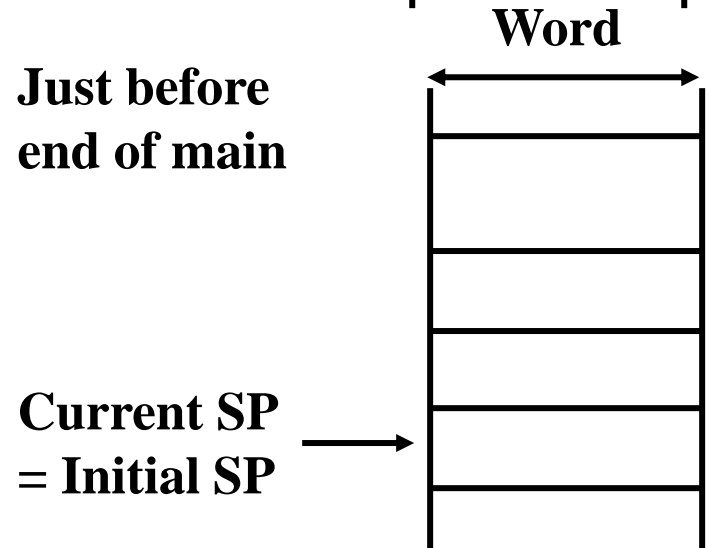 Word
Just before
end of main
Current SP
= Initial SP